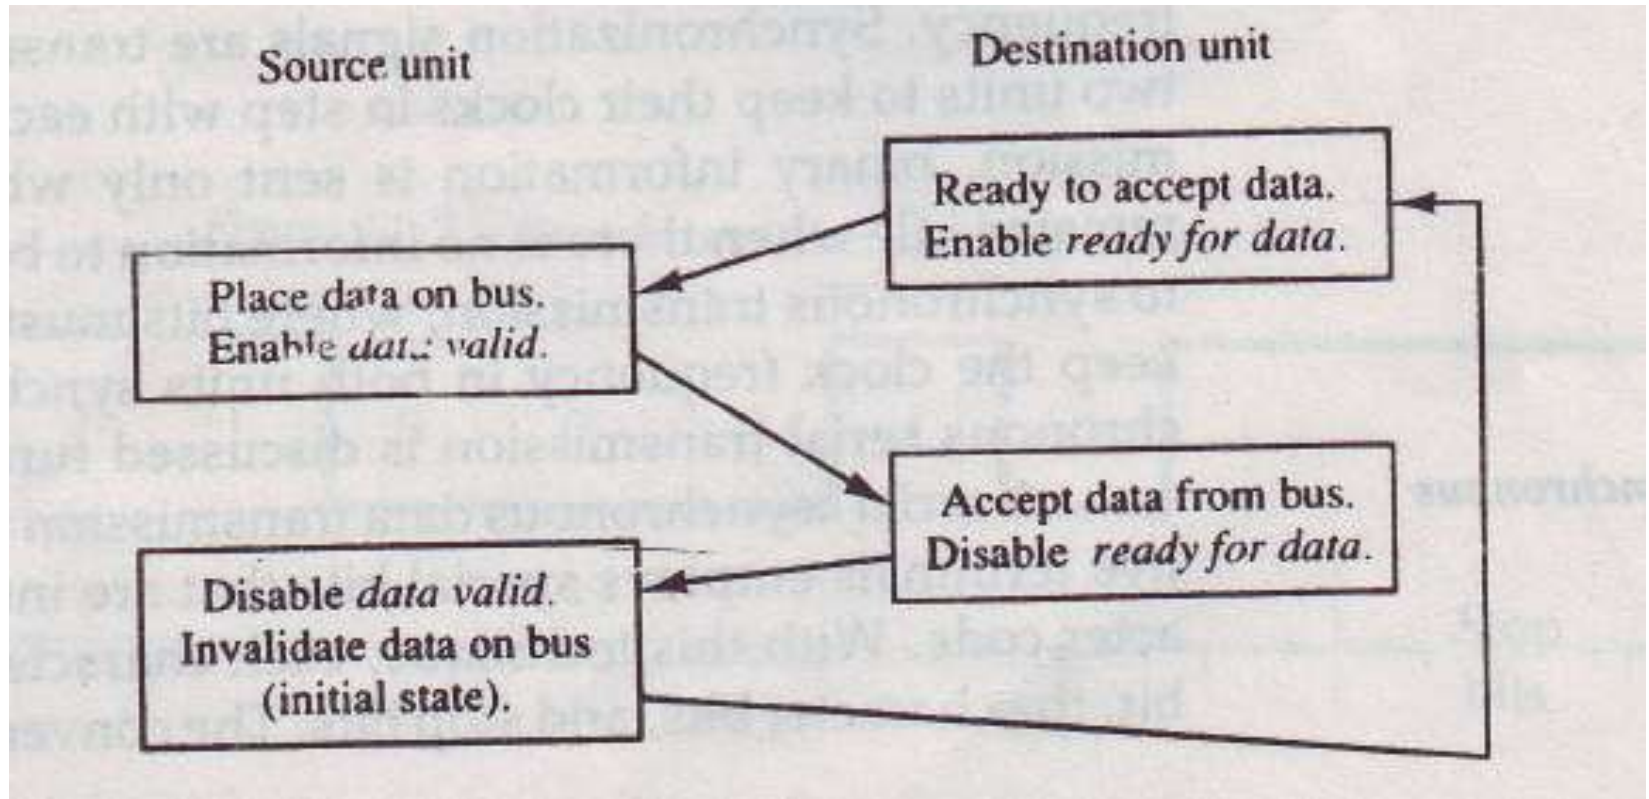 Source unit
Destination unit
Ready to accept data.
Enable ready for data.
Place data on bus.
Enable data valid.
Accept data from bus.
Disable ready for data.
Disable data valid.
Invalidate data on bus
(initial state).